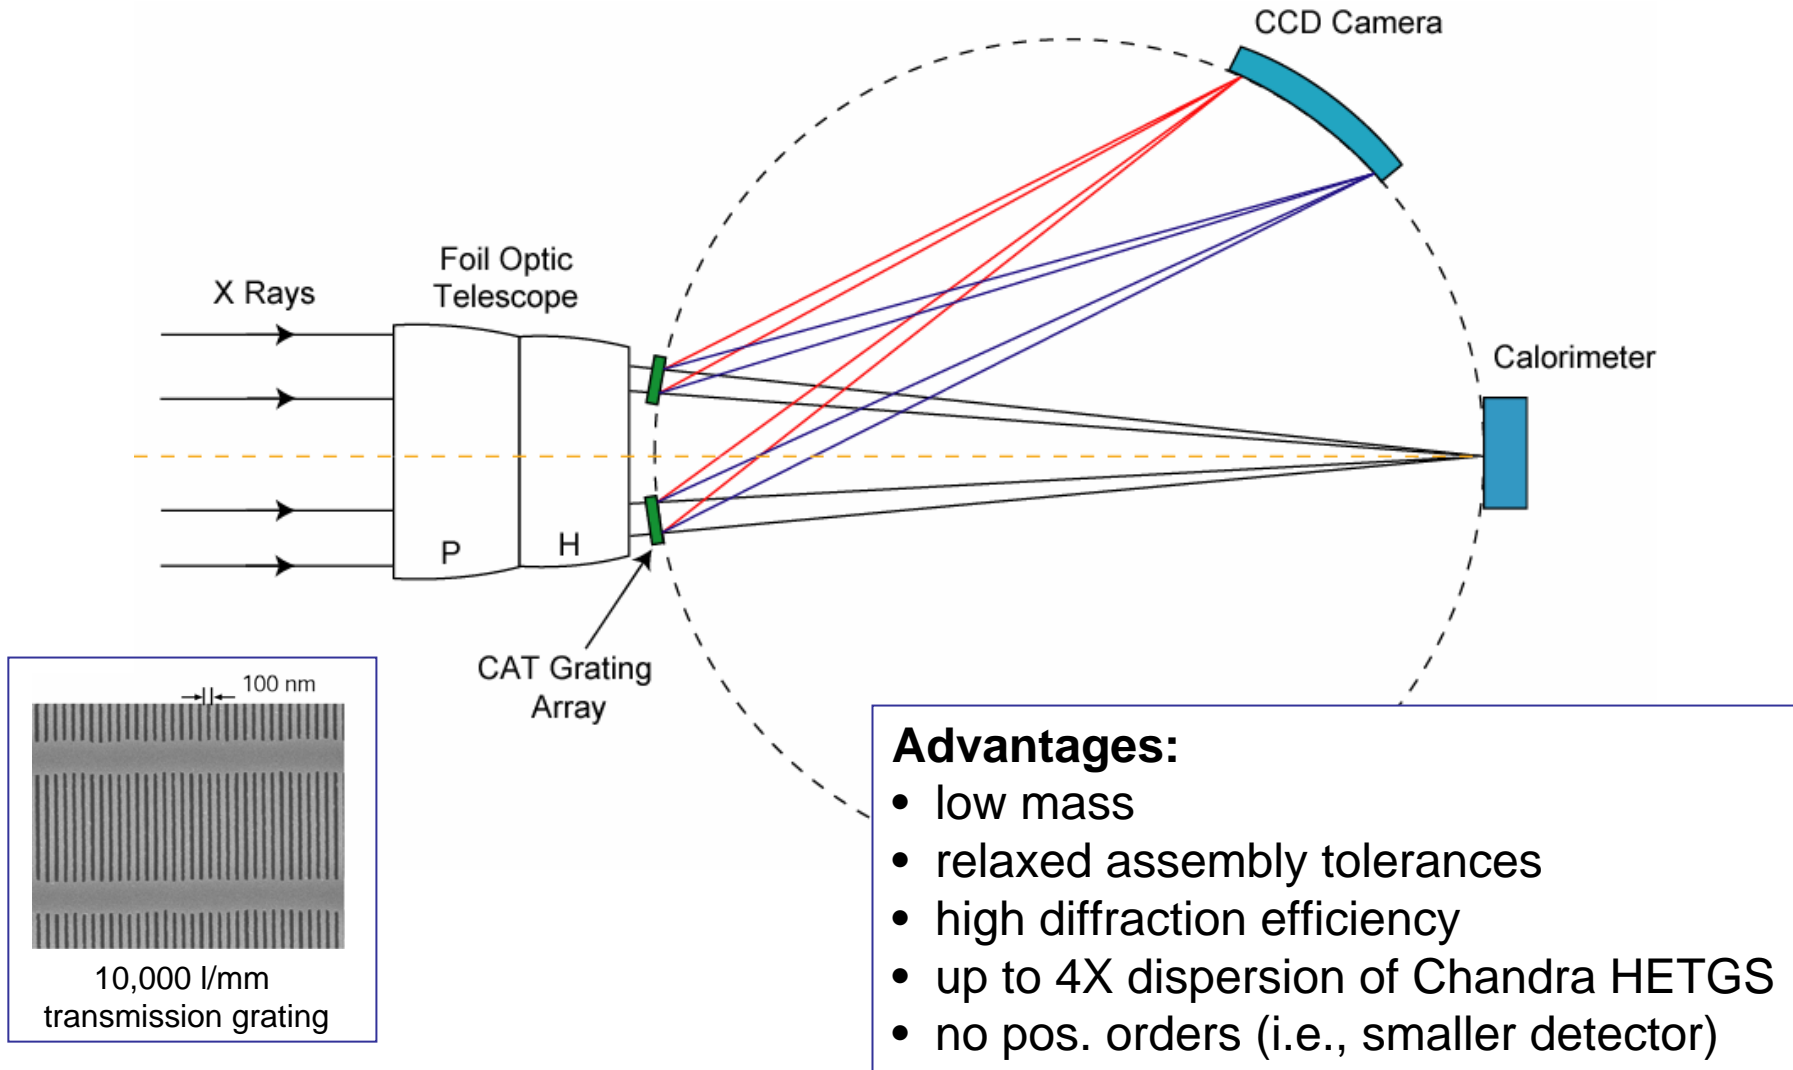 CCD Camera
Foil Optic
Telescope
X Rays
Calorimeter
P
H
CAT Grating
Array
100 nm
10,000 l/mm
transmission grating
Advantages:
• low mass
• relaxed assembly tolerances
• high diffraction efficiency
• up to 4X dispersion of Chandra HETGS
• no pos. orders (i.e., smaller detector)